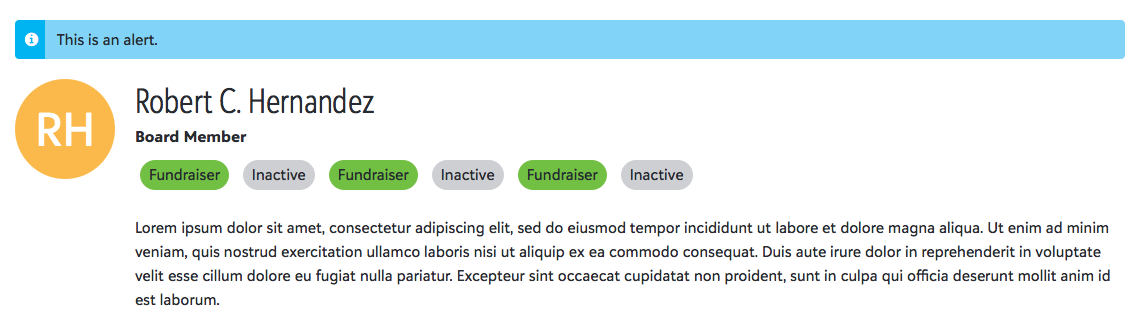 This is an alert.
RH
Robert C. Hernandez
Board Member
Fundraiser Inactive Fundraiser Inactive Fundraiser Inactive
Lorem ipsum dolor sit amet, consectetur adipiscing elit, sed do eiusmod tempor incididunt ut labore et dolore magna aliqua. Ut enim ad minim
veniam, quis nostrud exercitation ullamco laboris nisi ut aliquip ex ea commodo consequat. Duis aute irure dolor in reprehenderit in voluptate
velit esse cillum dolore eu fugiat nulla pariatur. Excepteur sint occaecat cupidatat non proident, sunt in culpa qui officia deserunt mollit anim id
est laborum.